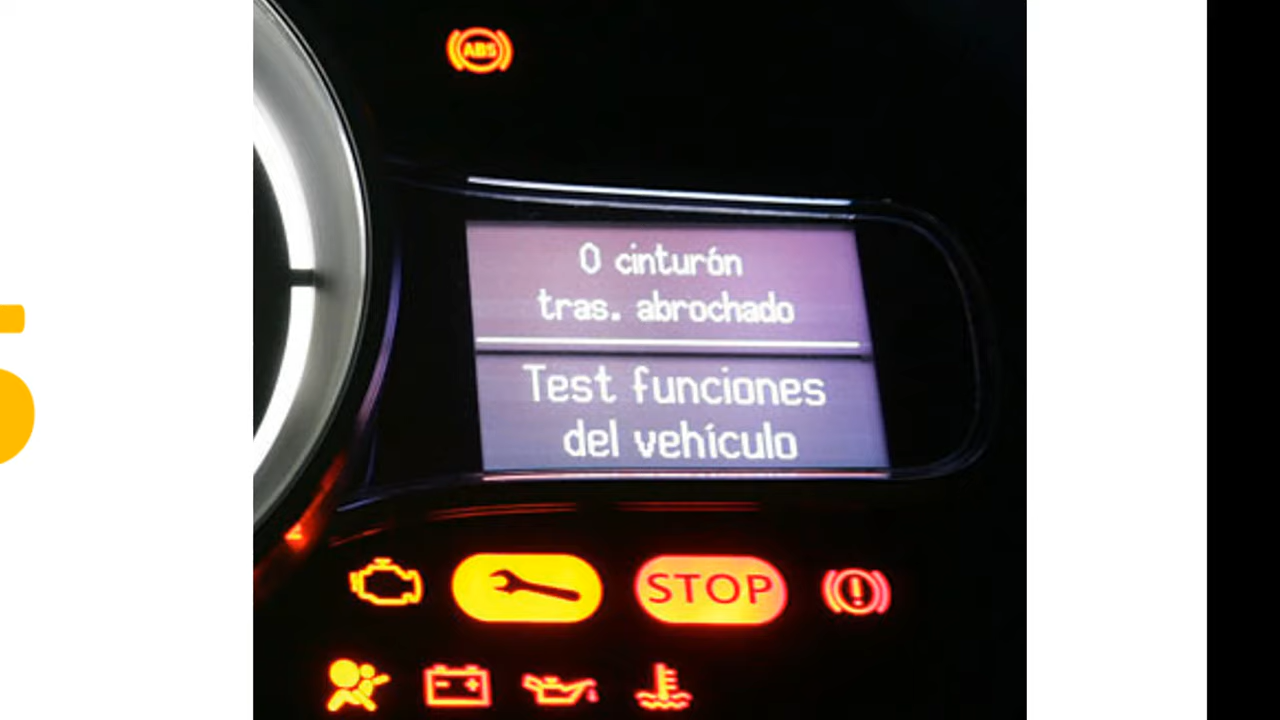 ABS
0 cinturón
tras. abrochado
Test funciones
del vehículo
STOP